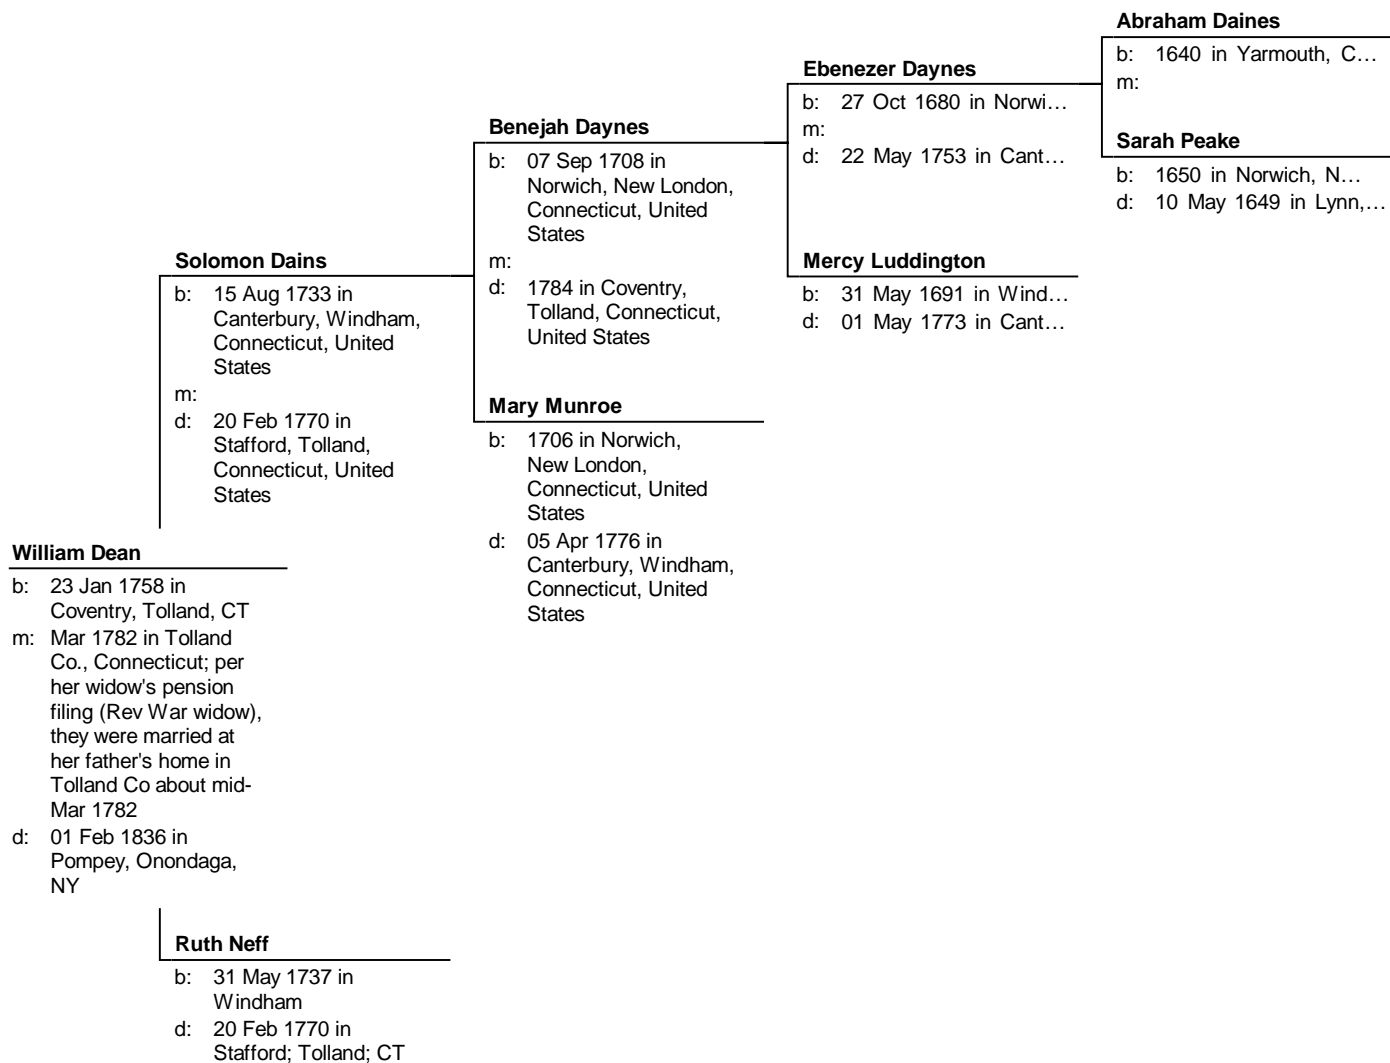 Abraham Daines
b: 1640 in Yarmouth, C…
m:
Sarah Peake
b: 1650 in Norwich, N…
d: 10 May 1649 in Lynn,…
Ebenezer Daynes
b: 27 Oct 1680 in Norwi…
m:
d: 22 May 1753 in Cant…
Mercy Luddington
b: 31 May 1691 in Wind…
d: 01 May 1773 in Cant…
Benejah Daynes
b: 07 Sep 1708 in
Norwich, New London,
Connecticut, United
States
m:
d: 1784 in Coventry,
Tolland, Connecticut,
United States
Mary Munroe
b: 1706 in Norwich,
New London,
Connecticut, United
States
d: 05 Apr 1776 in
Canterbury, Windham,
Connecticut, United
States
Solomon Dains
b: 15 Aug 1733 in
Canterbury, Windham,
Connecticut, United
States
m:
d: 20 Feb 1770 in
Stafford, Tolland,
Connecticut, United
States
William Dean
b: 23 Jan 1758 in
Coventry, Tolland, CT
m: Mar 1782 in Tolland
Co., Connecticut; per
her widow's pension
filing (Rev War widow),
they were married at
her father's home in
Tolland Co about mid-
Mar 1782
d: 01 Feb 1836 in
Pompey, Onondaga,
NY
Ruth Neff
b: 31 May 1737 in
Windham
d: 20 Feb 1770 in
Stafford; Tolland; CT